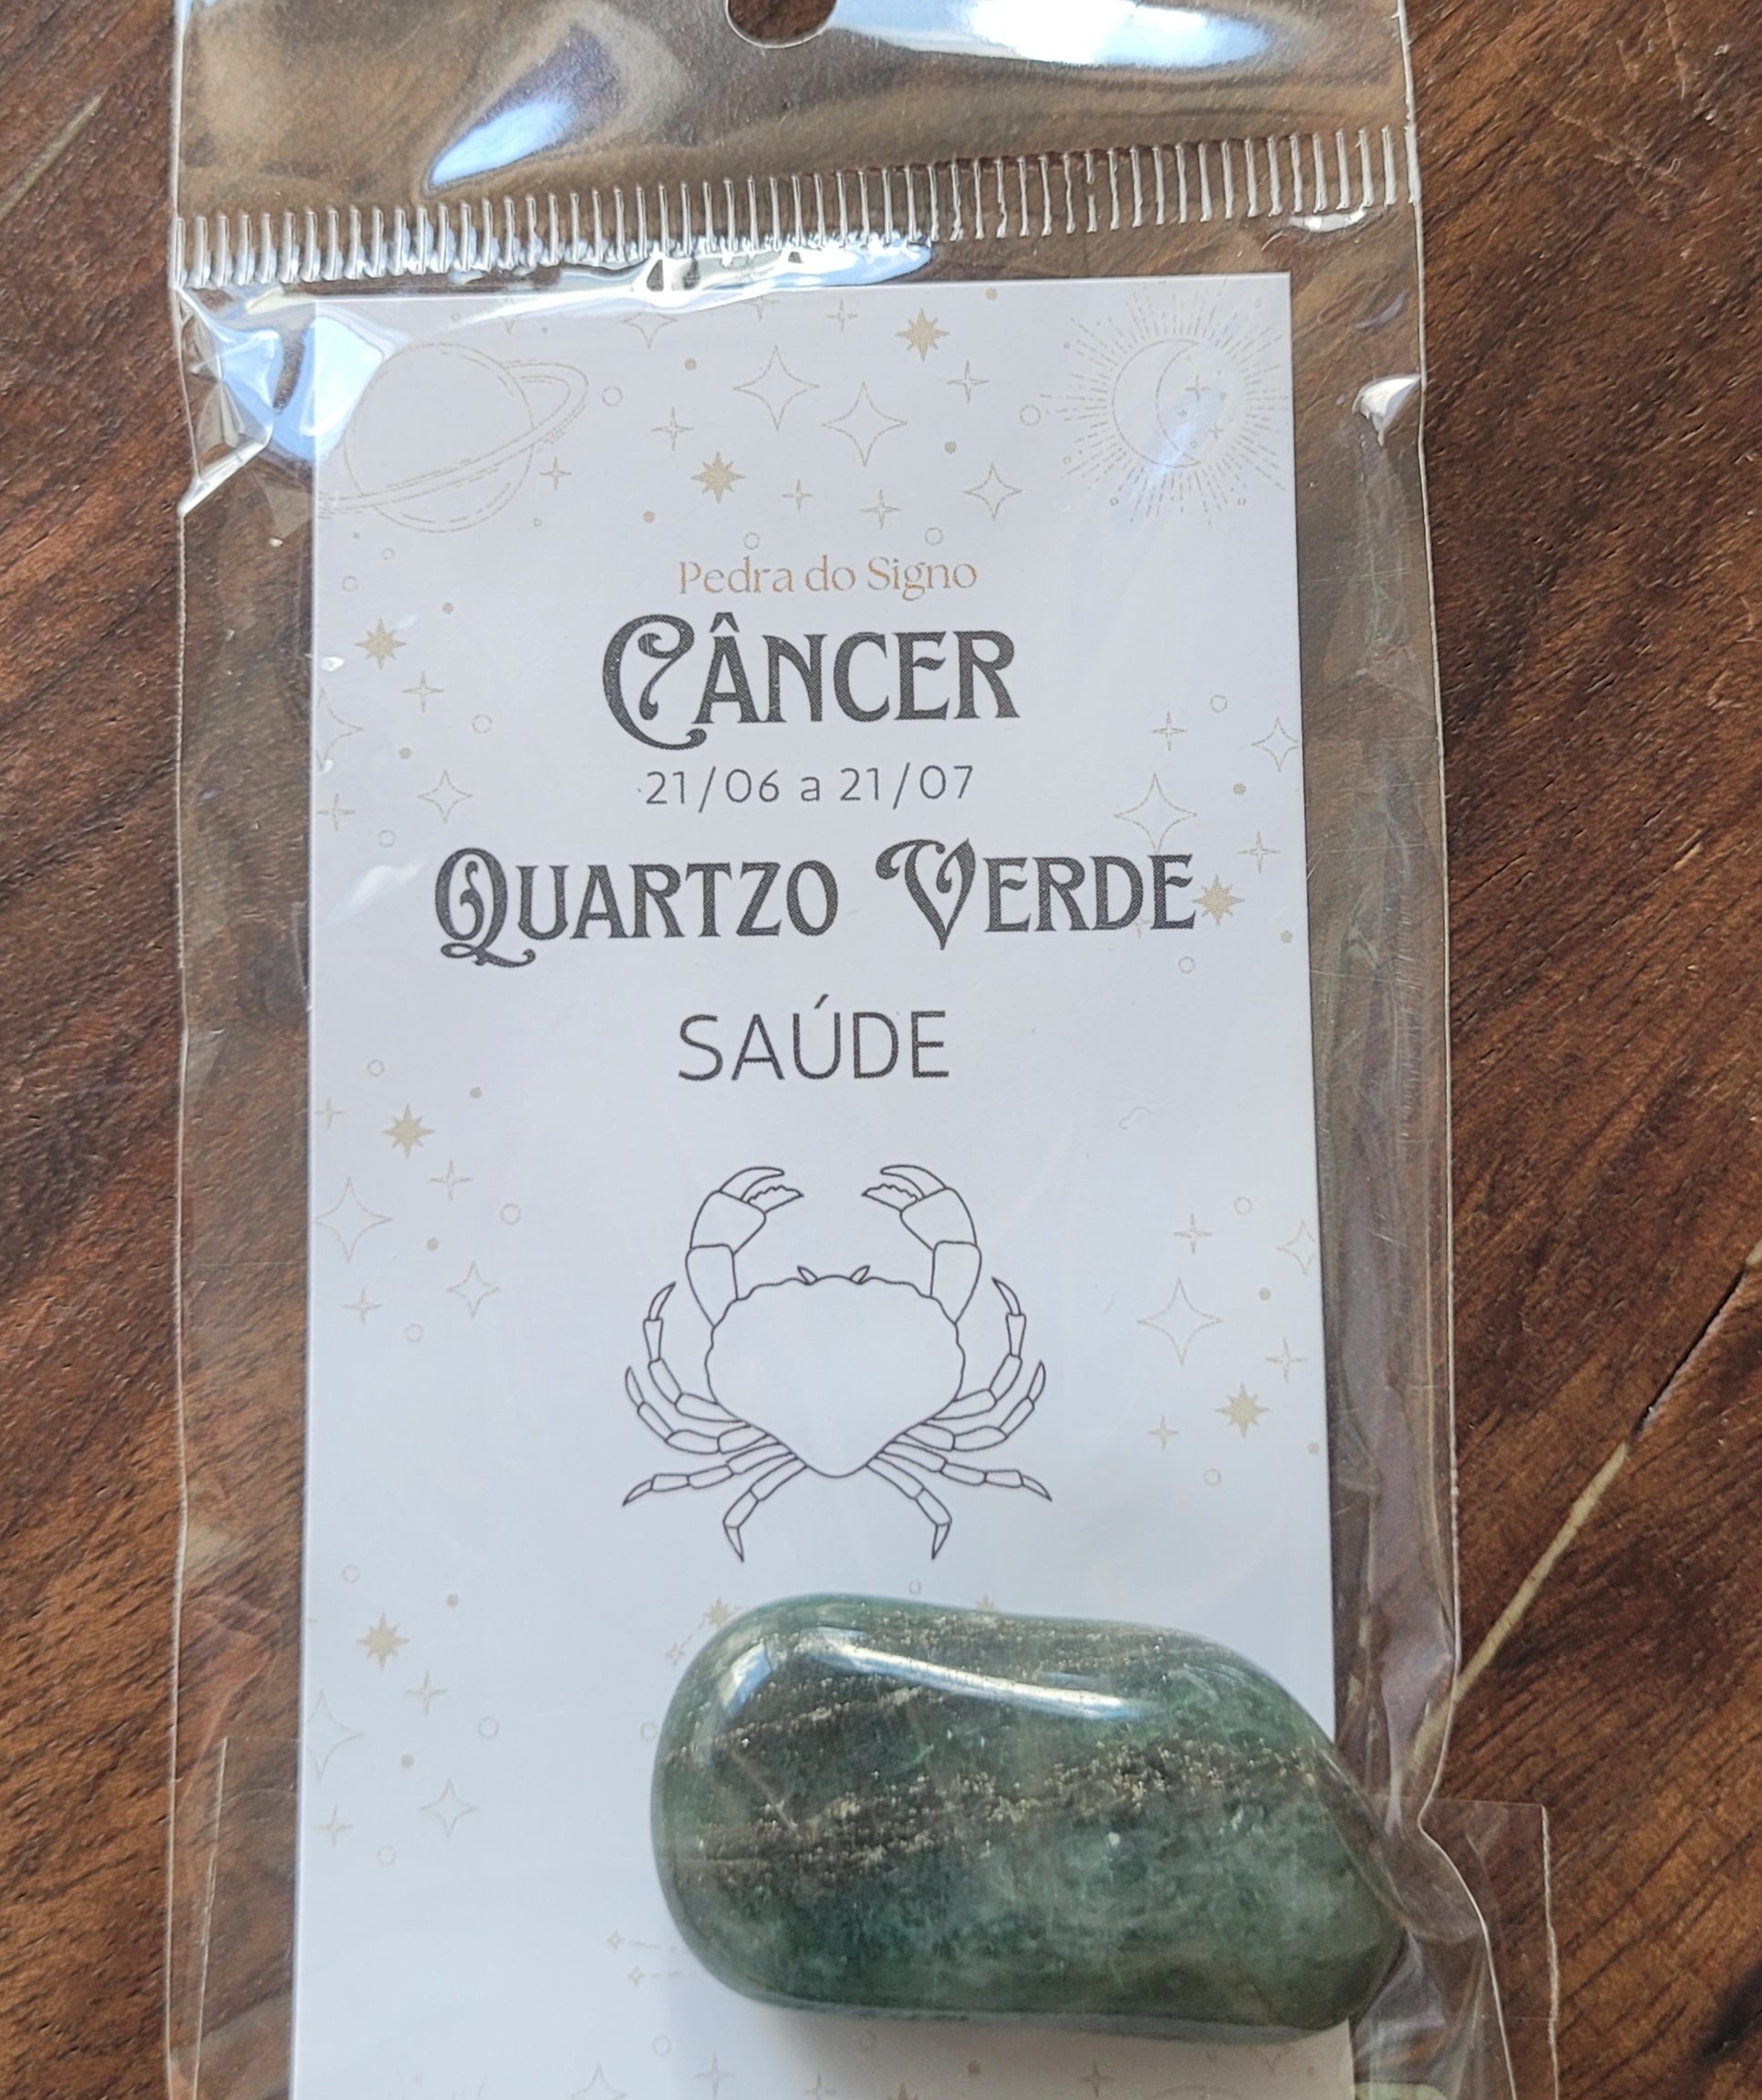 Pedra do Signo
CÂNCER
21/06 a 21/07
QUARTZO VERDE
SAÚDE